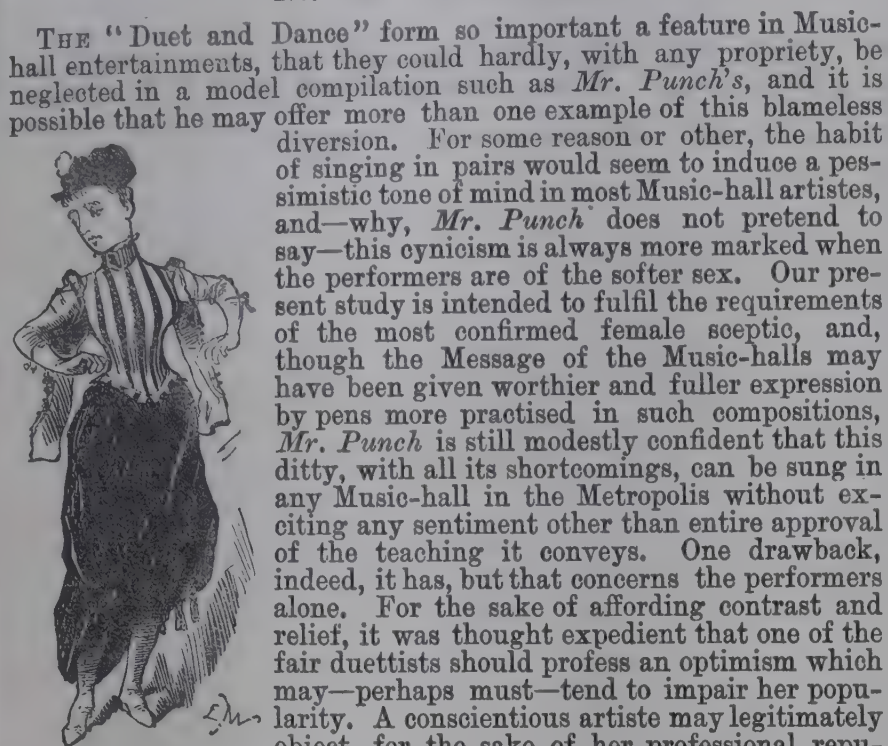 THE "Duet and Dance" form so important a feature in Music-
hall entertainments, that they could hardly, with any propriety, be
neglected in a model compilation such as Mr. Punch's, and it is
possible that he may offer more than one example of this blameless
diversion. For some reason or other, the habit
of singing in pairs would seem to induce a pes-
simistic tone of mind in most Music-hall artistes,
and—why, Mr. Punch does not pretend to
say—this cynicism is always more marked when
the performers are of the softer sex. Our pre-
sent study is intended to fulfil the requirements
of the most confirmed female sceptic, and,
though the Message of the Music-halls may
have been given worthier and fuller expression
by pens more practised in such compositions,
Mr. Punch is still modestly confident that this
ditty, with all its shortcomings, can be sung in
any Music-hall in the Metropolis without ex-
citing any sentiment other than entire approval
of the teaching it conveys. One drawback,
indeed, it has, but that concerns the performers
alone. For the sake of affording contrast and
relief, it was thought expedient that one of the
fair duettists should profess an optimism which
may—perhaps must—tend to impair her popu-
larity. A conscientious artiste may legitimately
object, for the sake of her professional repu-